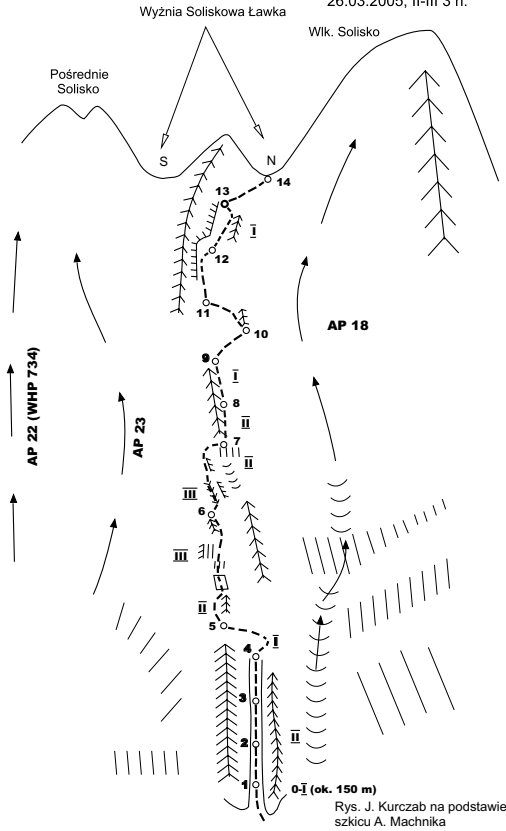 26.03.2005, II-III 3 h.
Wyżnia Soliskowa Ławka
Wlk. Solisko
Pośrednie
Solisko
S
N
14
13
I
12
11
10
AP 18
9
I
8
II
7
II
AP 22 (WHP 734)
AP 23
III
6
III
II
5
I
4
3
II
2
1
0-I (ok. 150 m)
Rys. J. Kurczab na podstawie
szkicu A. Machnika